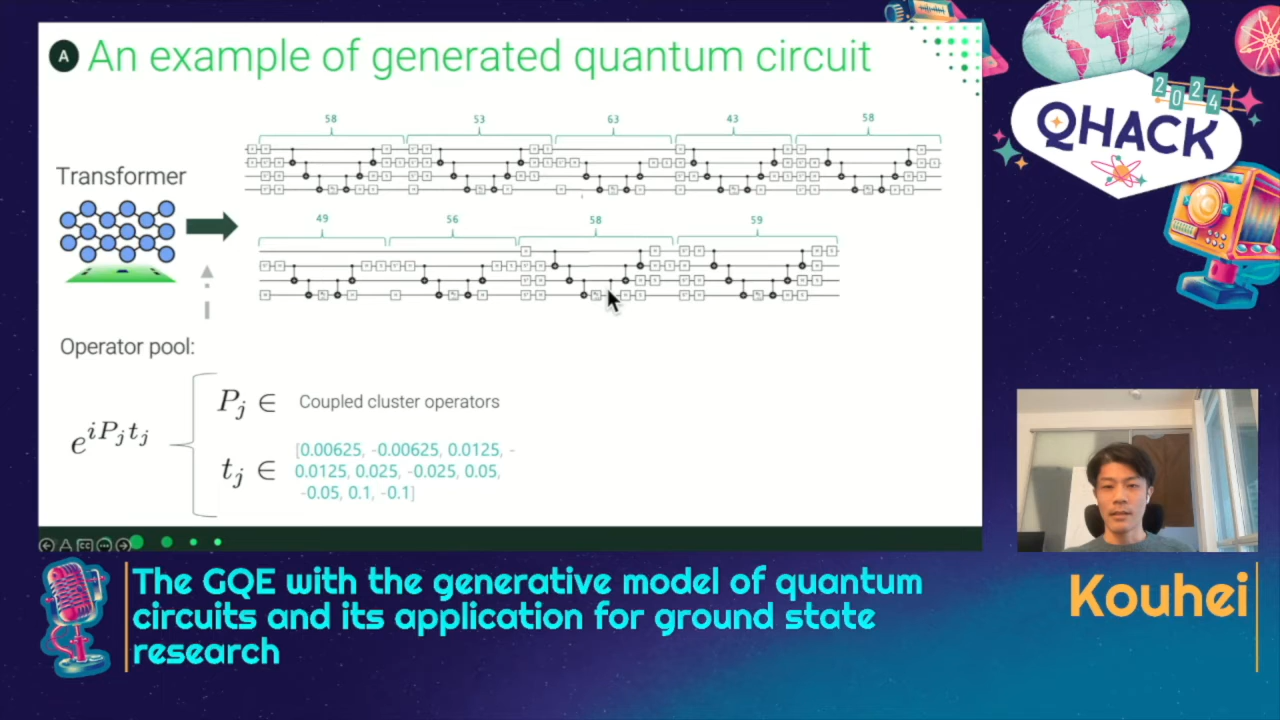 A An example of generated quantum circuit
58 53 63 43 58
Transformer
49 56 58 59
Operator pool:
e^{iP_jt_j}
P_j ∈ Coupled cluster operators
t_j ∈ [0.00625, -0.00625, 0.0125, -
0.0125, 0.025, -0.025, 0.05,
-0.05, 0.1, -0.1]
2024
QHACK
The GQE with the generative model of quantum
circuits and its application for ground state
research
Kouhei